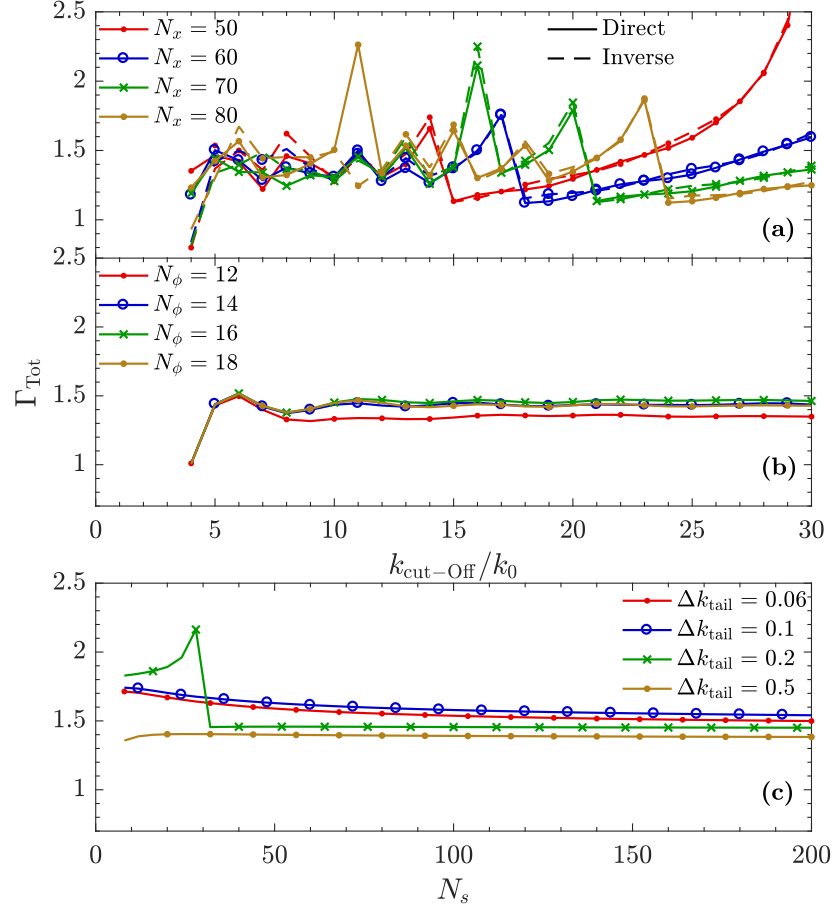 2.5
2
1.5
1
N_x = 50
N_x = 60
N_x = 70
N_x = 80
Direct
Inverse
(a)
2.5
2
1.5
1
N_ϕ = 12
N_ϕ = 14
N_ϕ = 16
N_ϕ = 18
(b)
Γ_Tot
0 5 10 15 20 25 30
k_cut−Off/k_0
2.5
2
1.5
1
Δk_tail = 0.06
Δk_tail = 0.1
Δk_tail = 0.2
Δk_tail = 0.5
(c)
0 50 100 150 200
N_s